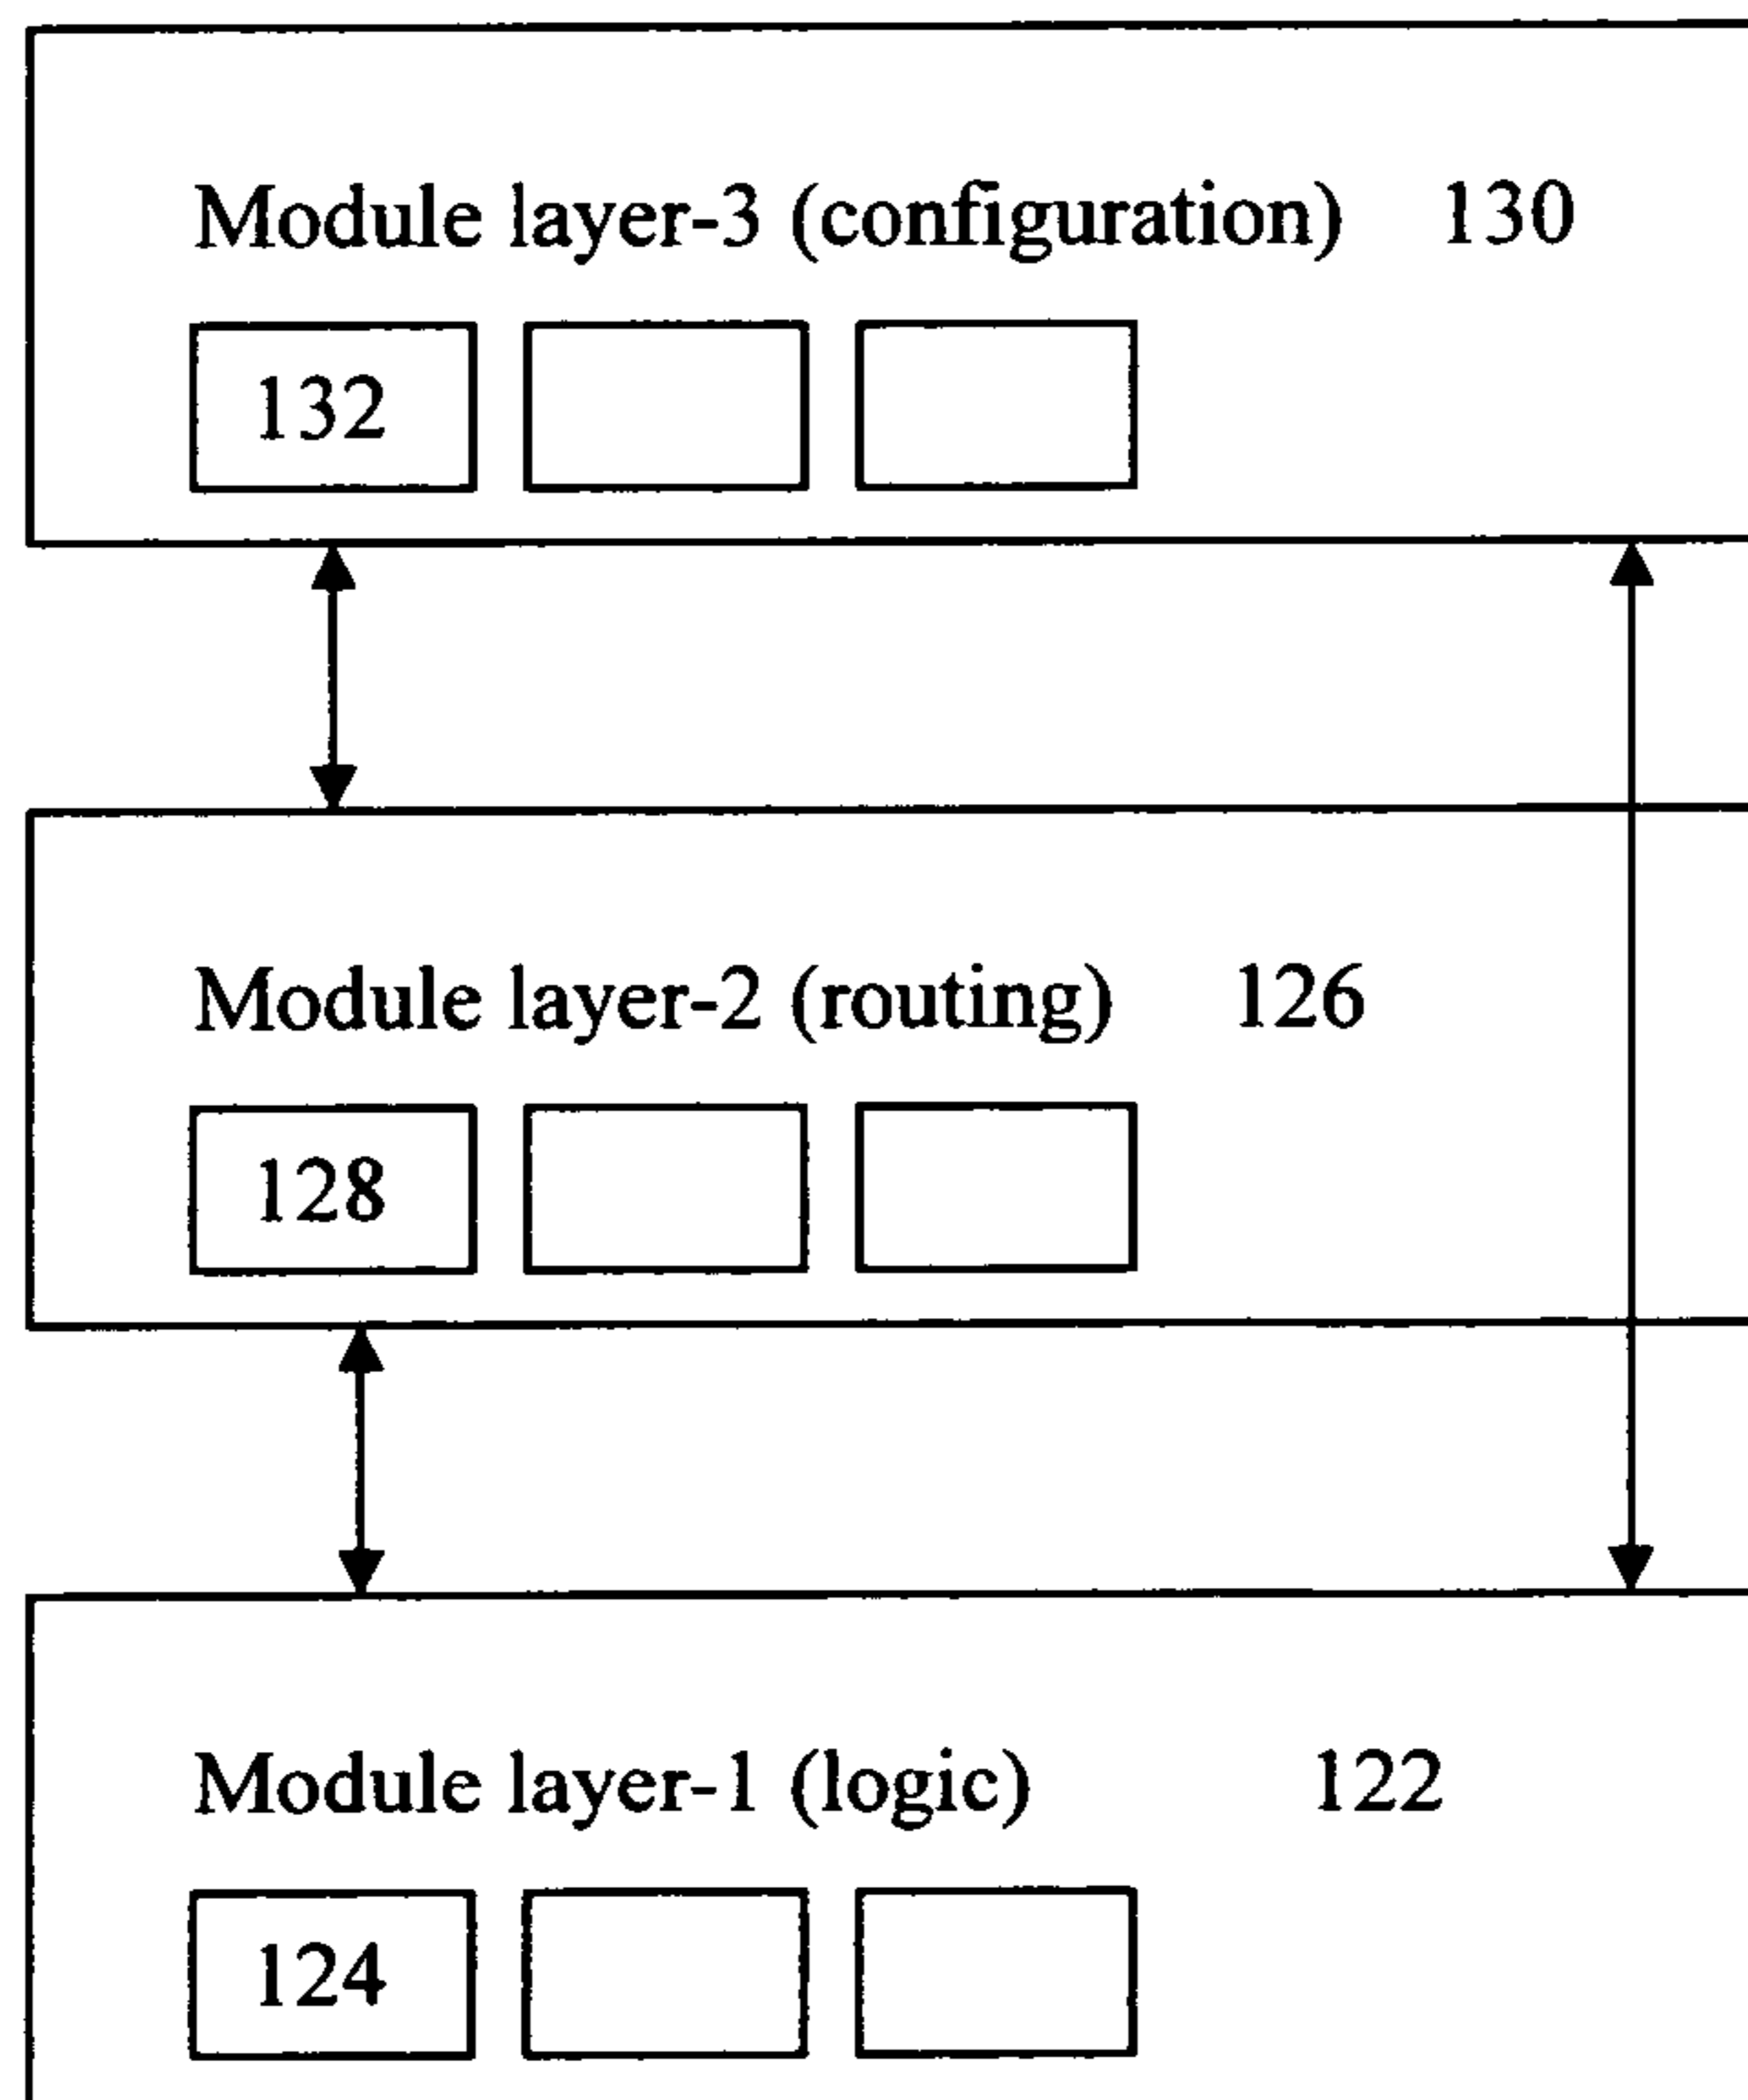 Module layer-3 (configuration) 130
132
Module layer-2 (routing) 126
128
Module layer-1 (logic) 122
124